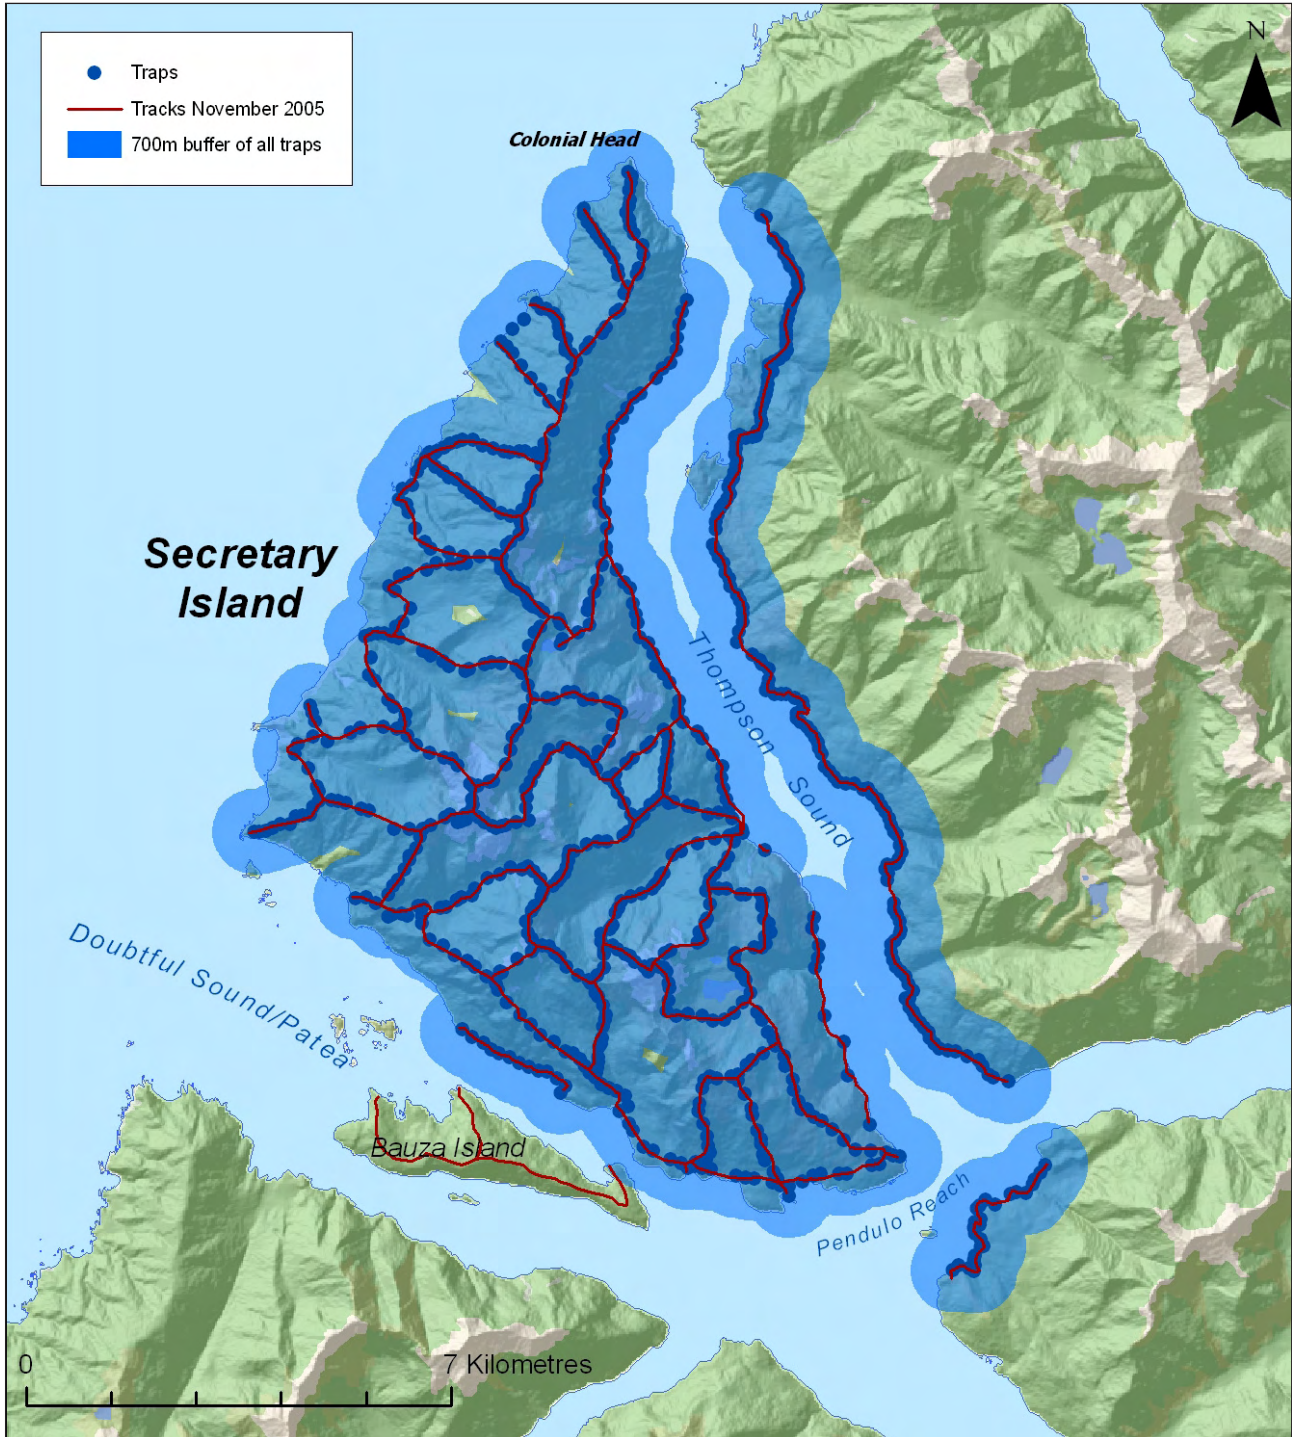 N
Traps
Tracks November 2005
700m buffer of all traps
Colonial Head
Secretary
Island
Thompson Sound
Doubtful Sound/Patea
Bauza Island
Pendulo Reach
0
7 Kilometres